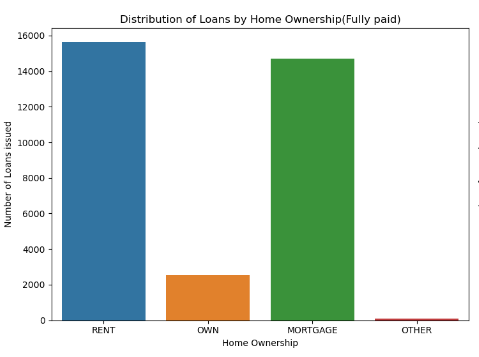 Distribution of Loans by Home Ownership(Fully paid)
16000
14000
12000
10000
8000
6000
4000
2000
0
Number of Loans issued
RENT OWN MORTGAGE OTHER
Home Ownership